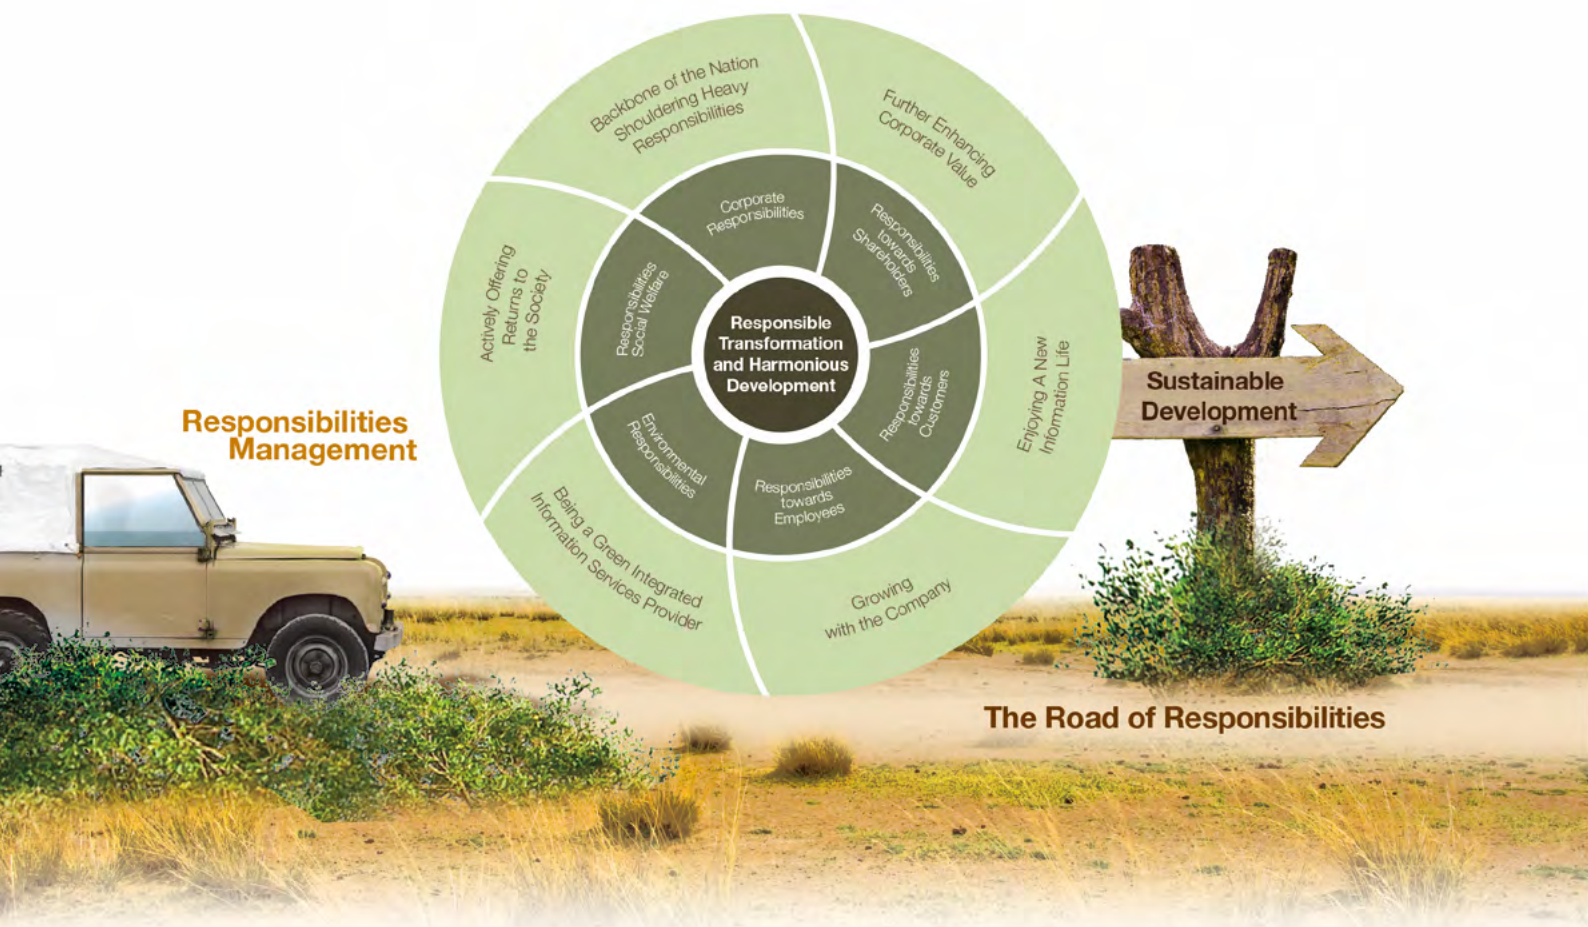 Backbone of the Nation
Shouldering Heavy
Responsibilities
Further Enhancing
Corporate Value
Corporate
Responsibilities
Responsibilities
towards
Shareholders
Actively Offering
Returns to
the Society
Responsibilities
Social Welfare
Responsible
Transformation
and Harmonious
Development
Responsibilities
towards
Customers
Enjoying A New
Information Life
Sustainable
Development
Responsibilities
Management
Environmental
Responsibilities
Responsibilities
towards
Employees
Being a Green Integrated
Information Services Provider
Growing
with the Company
The Road of Responsibilities